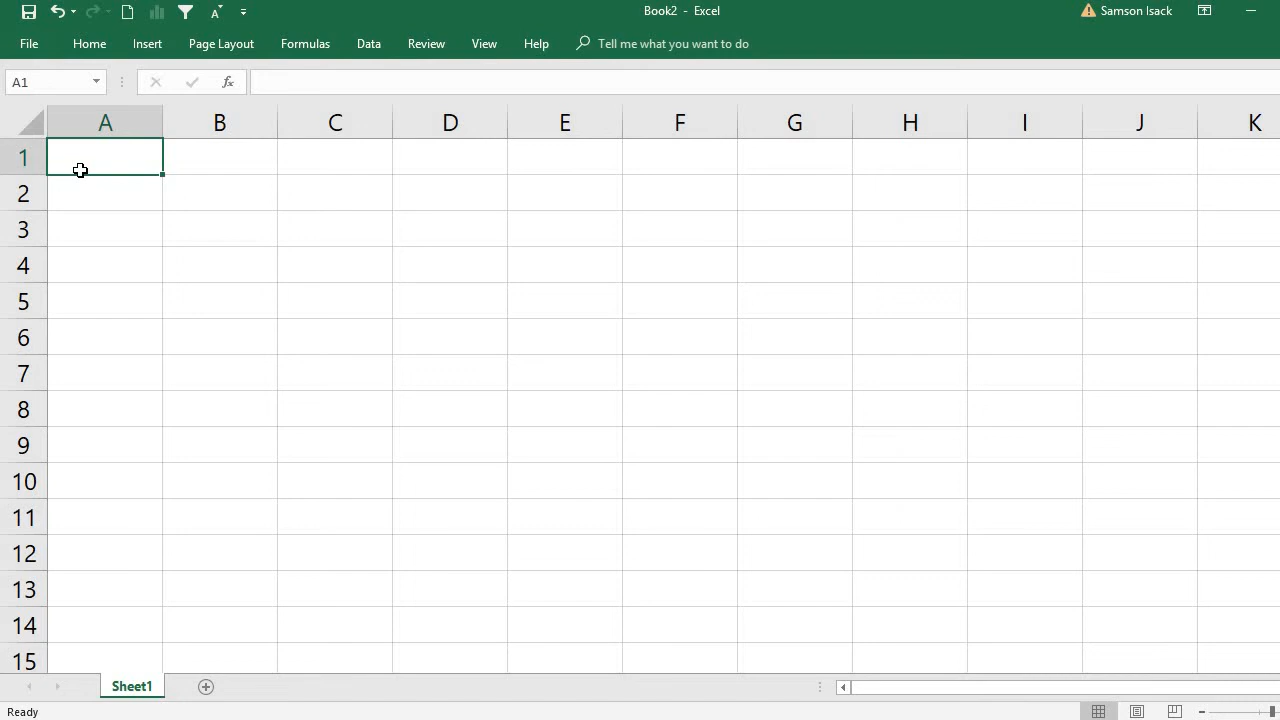 Book2 - Excel
Samson Isack
File Home Insert Page Layout Formulas Data Review View Help Tell me what you want to do
A1 fx
A B C D E F G H I J K
1
2
3
4
5
6
7
8
9
10
11
12
13
14
15
Sheet1
Ready